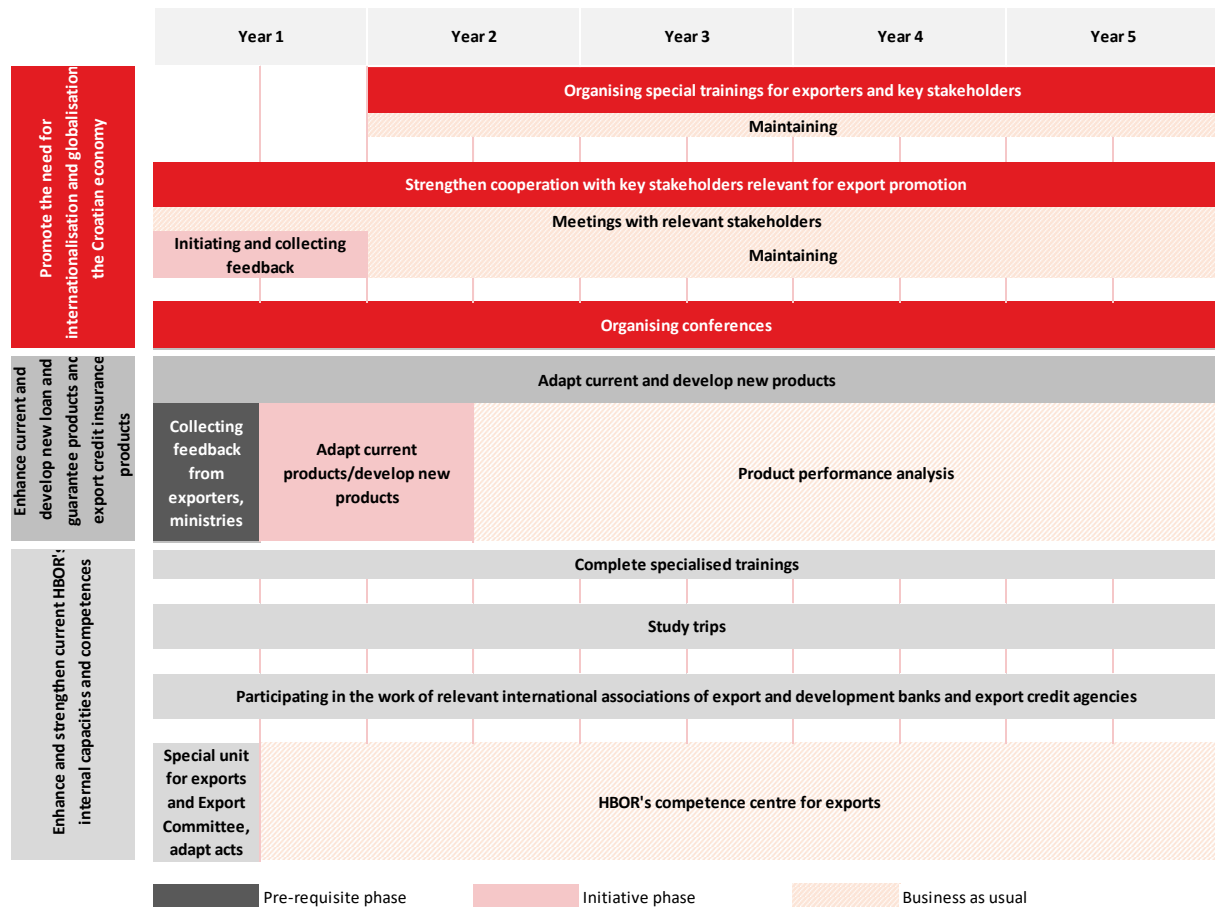 Year 1
Year 2
Year 3
Year 4
Year 5
Promote the need for
internationalisation and globalisation
the Croatian economy
Organising special trainings for exporters and key stakeholders
Maintaining
Strengthen cooperation with key stakeholders relevant for export promotion
Meetings with relevant stakeholders
Initiating and collecting
feedback
Maintaining
Organising conferences
Enhance current and
develop new loan and
guarantee products and
export credit insurance
products
Adapt current and develop new products
Collecting
feedback
from
exporters,
ministries
Adapt current
products/develop new
products
Product performance analysis
Enhance and strengthen current HBOR's
internal capacities and competences
Complete specialised trainings
Study trips
Participating in the work of relevant international associations of export and development banks and export credit agencies
Special unit
for exports
and Export
Committee,
adapt acts
HBOR's competence centre for exports
Pre-requisite phase
Initiative phase
Business as usual